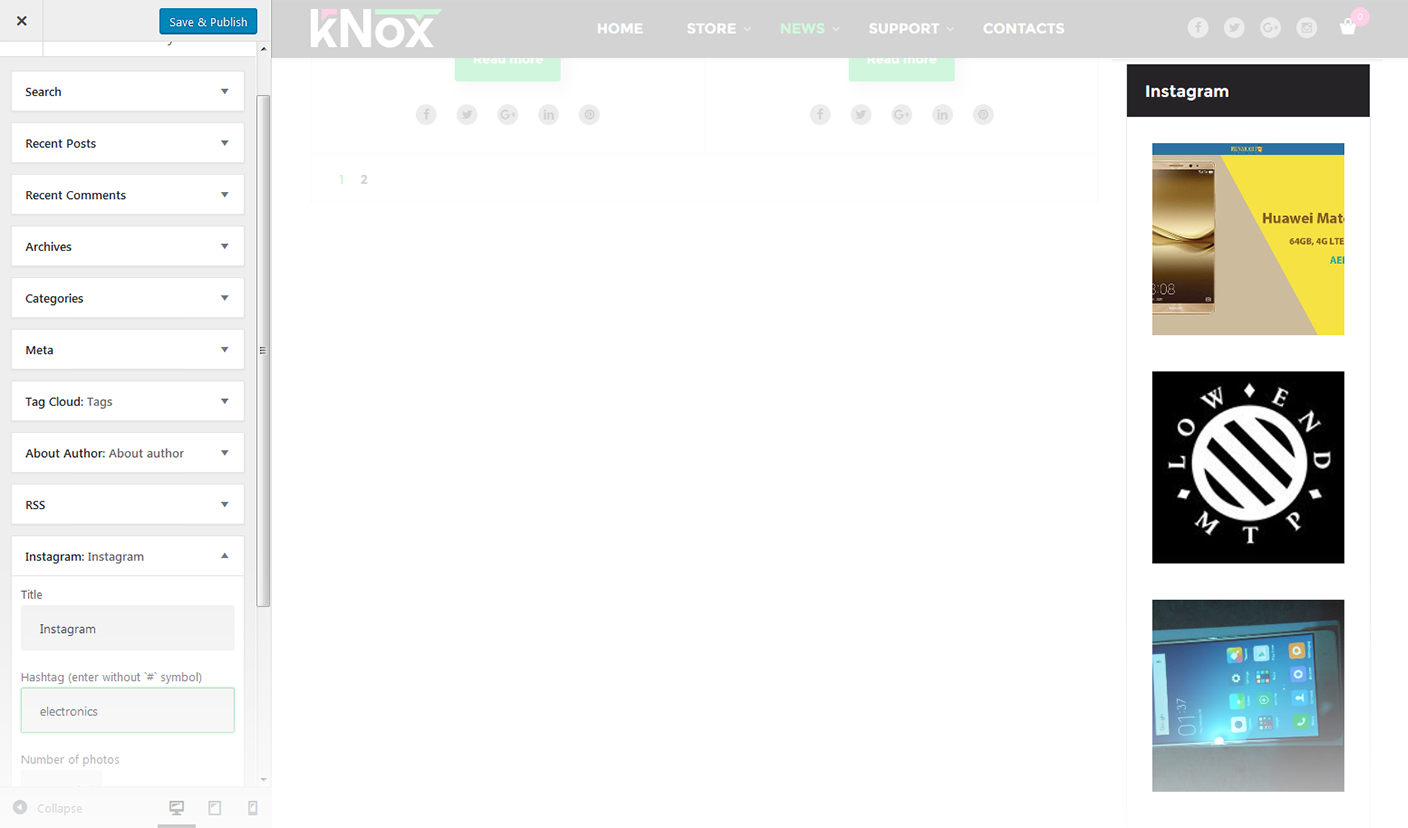 Save & Publish
Search
Recent Posts
Recent Comments
Archives
Categories
Meta
Tag Cloud: Tags
About Author: About author
RSS
Instagram: Instagram
Title
Instagram
Hashtag (enter without `#` symbol)
electronics
Number of photos
Collapse
kNox
HOME
STORE
NEWS
SUPPORT
CONTACTS
0
Read more
Read more
1 2
Instagram
Huawei Mat
64GB, 4G LTE
AE
:08
LOW END
MTP
01:37